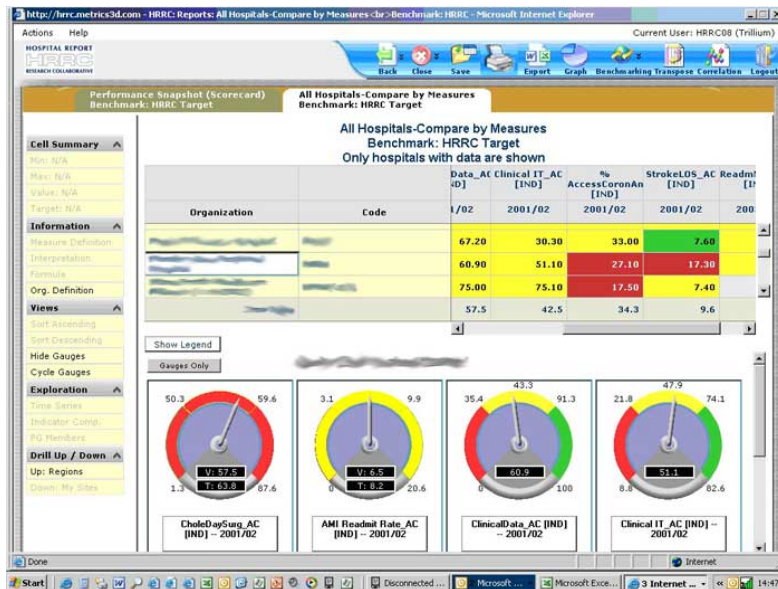 http://hrrc.metrics3d.com - HRRC: Reports: All Hospitals-Compare by Measures <br>Benchmark: HRRC - Microsoft Internet Explorer
Actions Help
Current User: HRRC08 (Trillium)
HOSPITAL REPORT
HRRC
RESEARCH COLLABORATIVE
Back Close Save Export Graph Benchmarking Transpose Correlation Logout
Performance Snapshot (Scorecard)
Benchmark: HRRC Target
All Hospitals-Compare by Measures
Benchmark: HRRC Target
All Hospitals-Compare by Measures
Benchmark: HRRC Target
Only hospitals with data are shown
Cell Summary
Min: N/A
Max: N/A
Value: N/A
Target: N/A
Information
Measure Definition
Interpretation
Formula
Org. Definition
Views
Sort Ascending
Sort Descending
Hide Gauges
Cycle Gauges
Exploration
Time Series
Indicator Comp.
PG Members
Drill Up / Down
Up: Regions
Down: My Sites
Organization Code
Data_AC Clinical IT_AC % StrokeLOS_AC
[IND] AccessCoronAn [IND]
[IND]
1/02 2001/02 2001/02 2001/02 200
67.20 30.30 33.00 7.60
60.90 51.10 27.10 17.30
75.00 75.10 17.50 7.40
57.5 42.5 34.3 9.6
Show Legend
Gauges Only
50.3 59.6
V: 57.5
T: 63.8
1.3 87.6
CholeDaySurg_AC
[IND] -- 2001/02
3.1 9.9
V: 6.5
T: 8.2
0 20.6
AMI Readmit Rate_AC
[IND] -- 2001/02
43.3
35.4 91.3
60.9
0 100
ClinicalData_AC [IND]
-- 2001/02
47.9
21.8 74.1
51.1
8.8 82.6
Clinical IT_AC [IND] --
2001/02
Done
Internet
Start
Disconnected ...
Microsoft ...
Microsoft Exce...
3 Internet ...
14:47